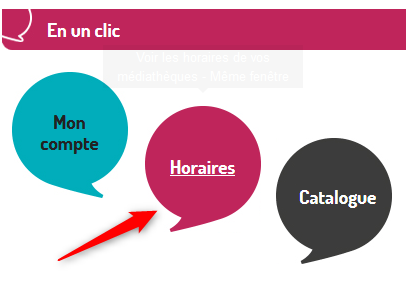 En un clic
Voir les horaires de vos
médiathèques - Même fenêtre
Mon
compte
Horaires
Catalogue